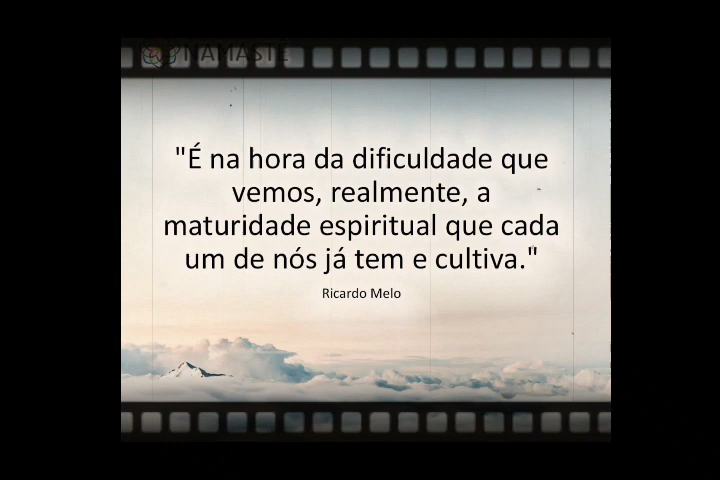 NAMASTÊ
"É na hora da dificuldade que
vemos, realmente, a
maturidade espiritual que cada
um de nós já tem e cultiva."
Ricardo Melo